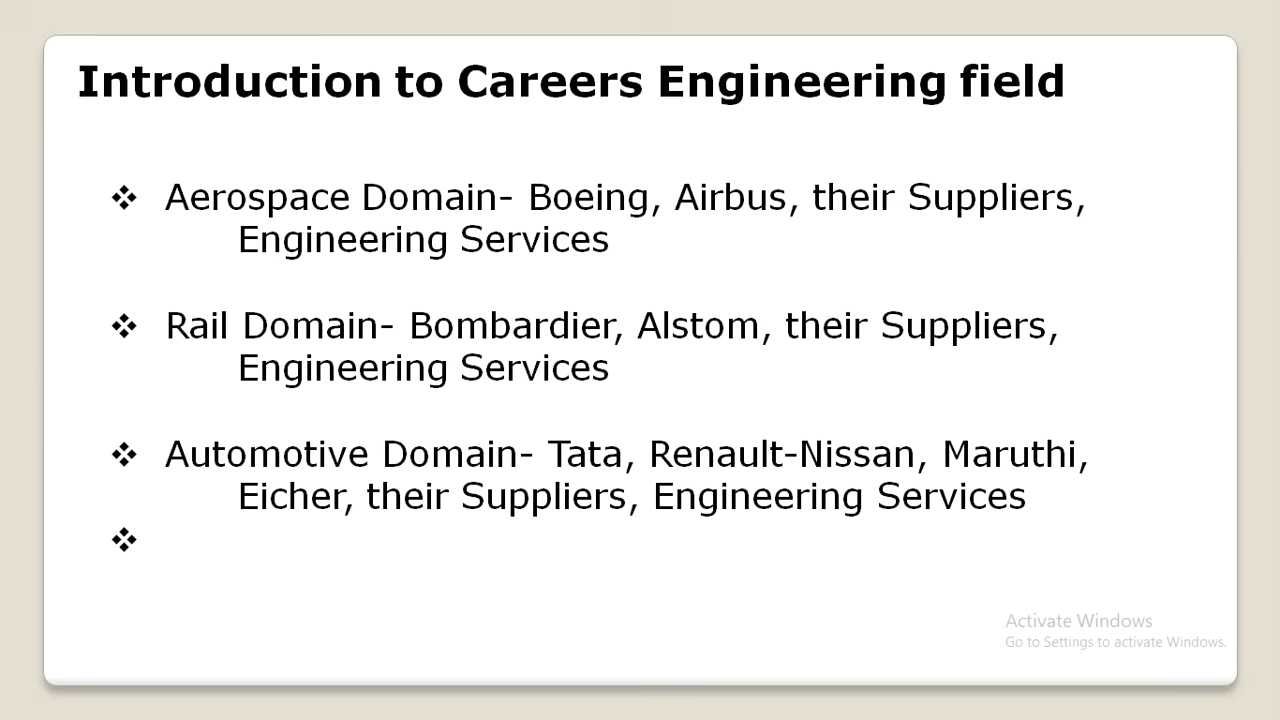 Introduction to Careers Engineering field
❖ Aerospace Domain- Boeing, Airbus, their Suppliers,
Engineering Services
❖ Rail Domain- Bombardier, Alstom, their Suppliers,
Engineering Services
❖ Automotive Domain- Tata, Renault-Nissan, Maruthi,
Eicher, their Suppliers, Engineering Services
❖
Activate Windows
Go to Settings to activate Windows.